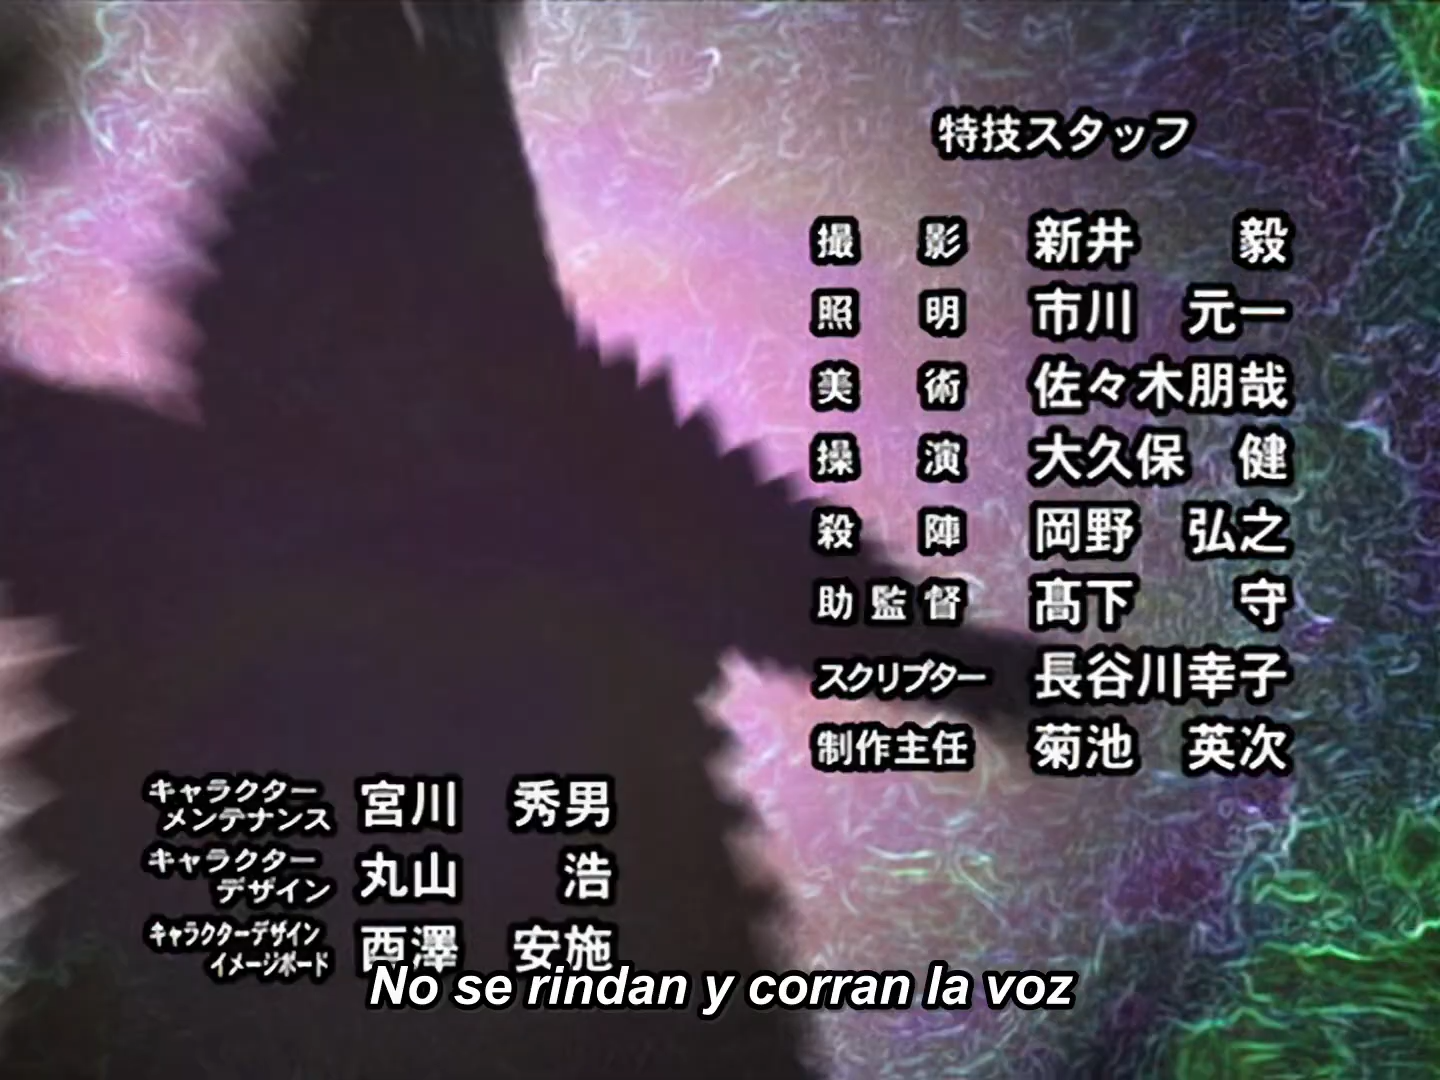 特技スタッフ
撮影 新井 毅
照明 市川 元一
美術 佐々木朋哉
操演 大久保 健
殺陣 岡野 弘之
助監督 髙下 守
スクリプター 長谷川幸子
制作主任 菊池 英次
キャラクター
メンテナンス 宮川 秀男
キャラクター
デザイン 丸山 浩
キャラクターデザイン
イメージボード 西澤 安施
No se rindan y corran la voz